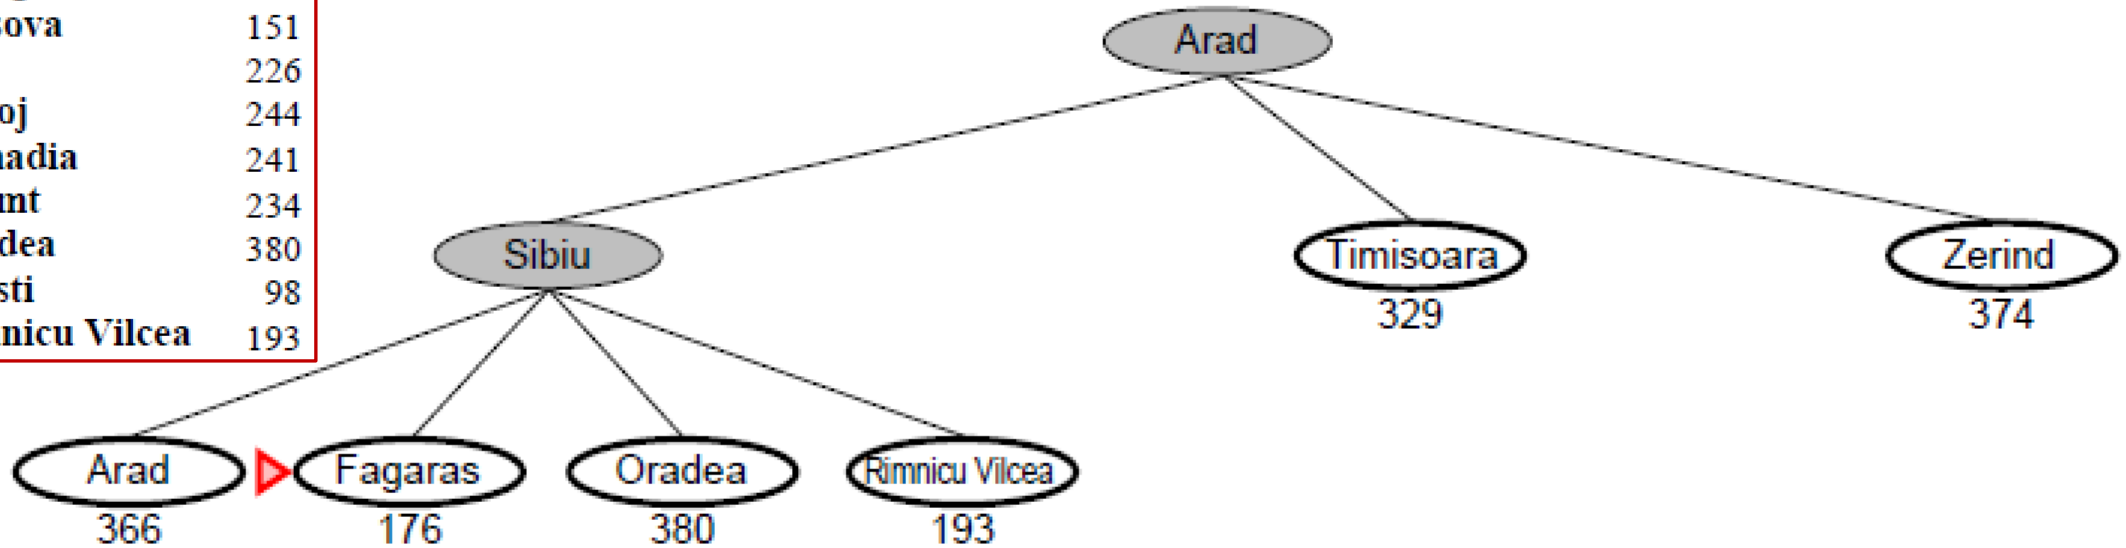 sova 151
226
oj 244
adia 241
mt 234
dea 380
sti 98
nicu Vilcea 193
Arad
Sibiu
Timisoara
Zerind
329
374
Arad
Fagaras
Oradea
Rimnicu Vilcea
366
176
380
193